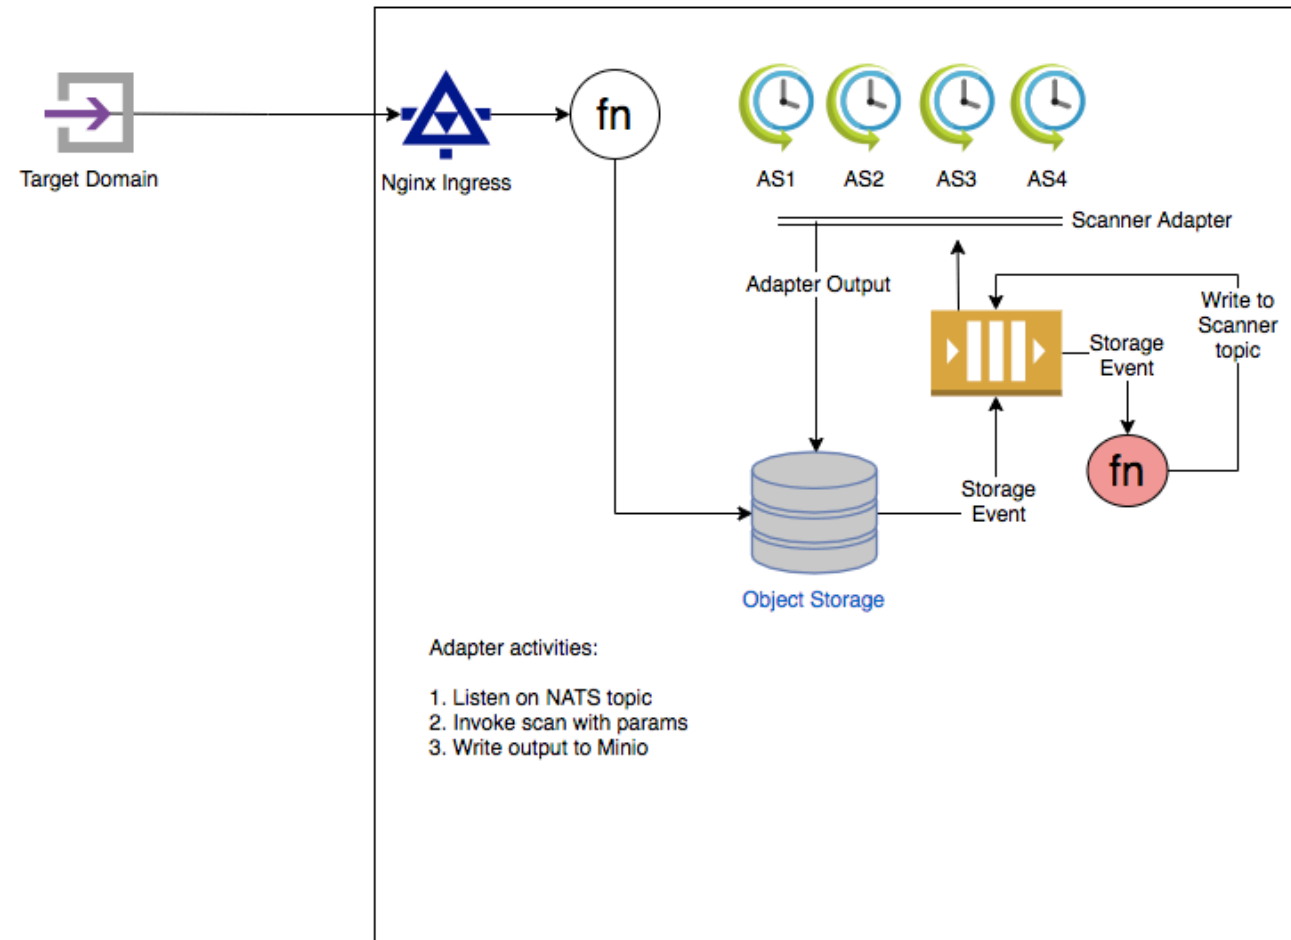 fn
Target Domain
Nginx Ingress
AS1
AS2
AS3
AS4
Scanner Adapter
Adapter Output
Write to
Scanner
topic
Storage
Event
fn
Storage
Event
Object Storage
Adapter activities:
1. Listen on NATS topic
2. Invoke scan with params
3. Write output to Minio